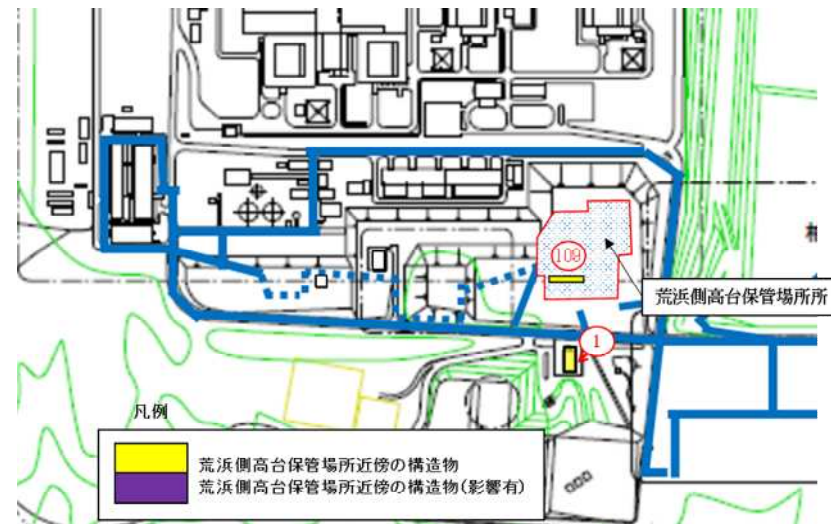 109
荒浜側高台保管場所所
1
凡例
荒浜側高台保管場所近傍の構造物
荒浜側高台保管場所近傍の構造物(影響有)